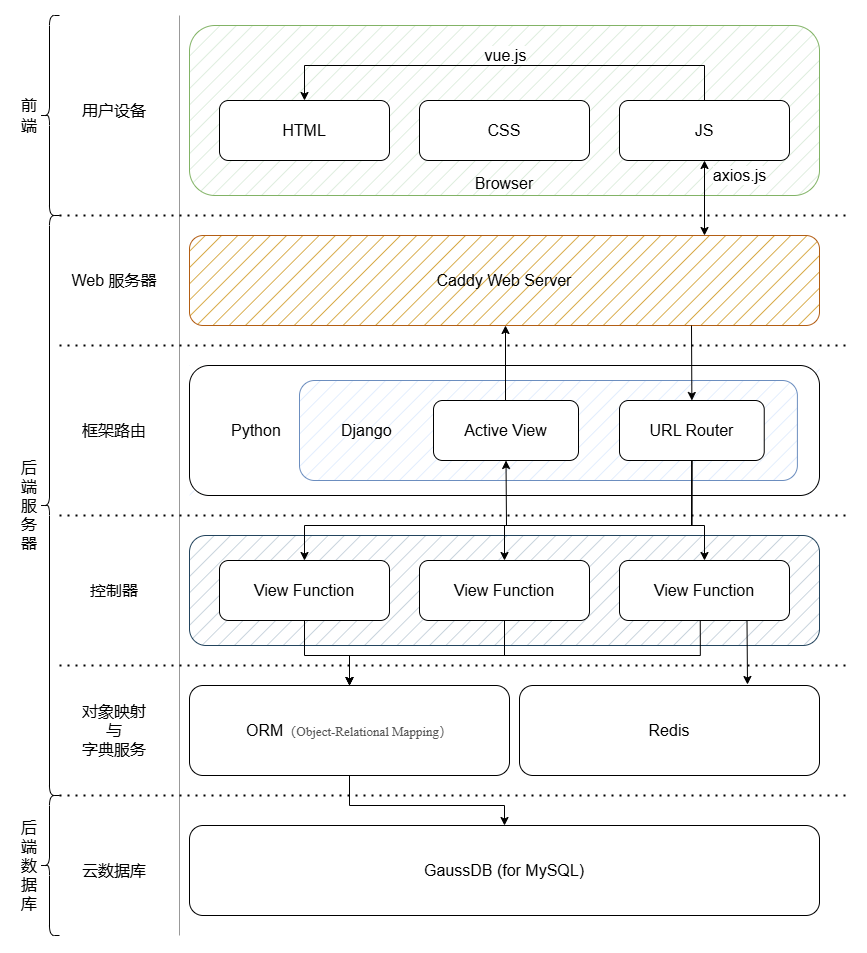 前端
用户设备
vue.js
HTML
CSS
JS
axios.js
Browser
后端服务器
Web 服务器
Caddy Web Server
框架路由
Python
Django
Active View
URL Router
控制器
View Function
View Function
View Function
对象映射
与
字典服务
ORM（Object-Relational Mapping）
Redis
后端数据库
云数据库
GaussDB (for MySQL)